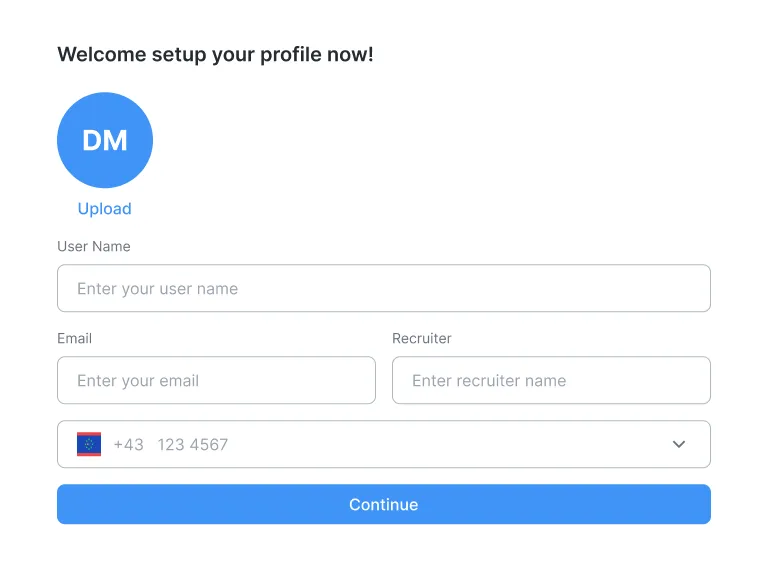 Welcome setup your profile now!
DM
Upload
User Name
Enter your user name
Email
Recruiter
Enter your email
Enter recruiter name
+43 123 4567
Continue